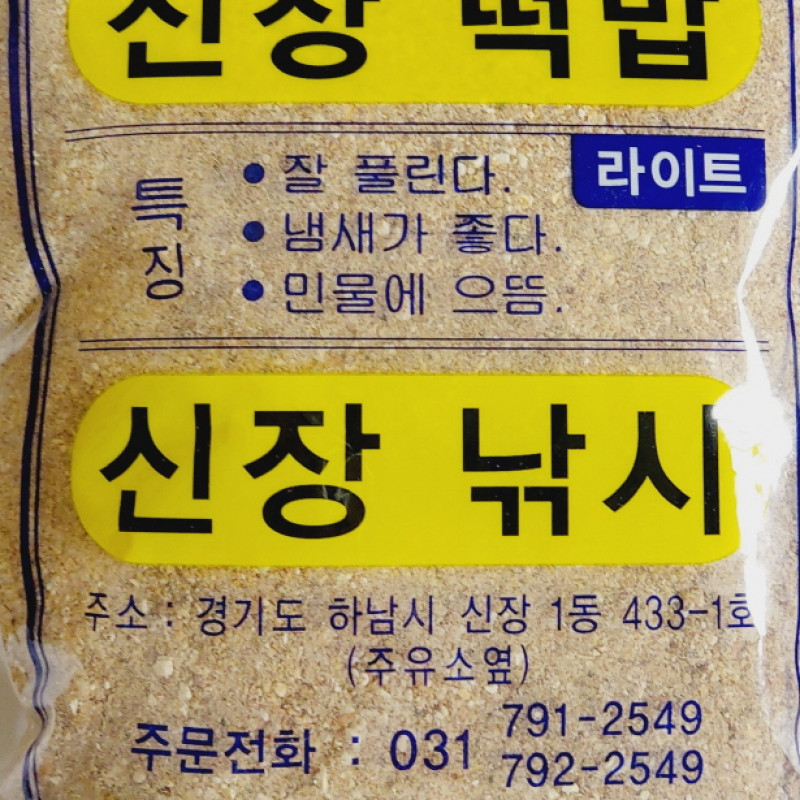 신장 떡밥
라이트
특징
• 잘 풀린다.
• 냄새가 좋다.
• 민물에 으뜸.
신장 낚시
주소 : 경기도 하남시 신장 1동 433-1호
(주유소옆)
주문전화 : 031 791-2549
792-2549